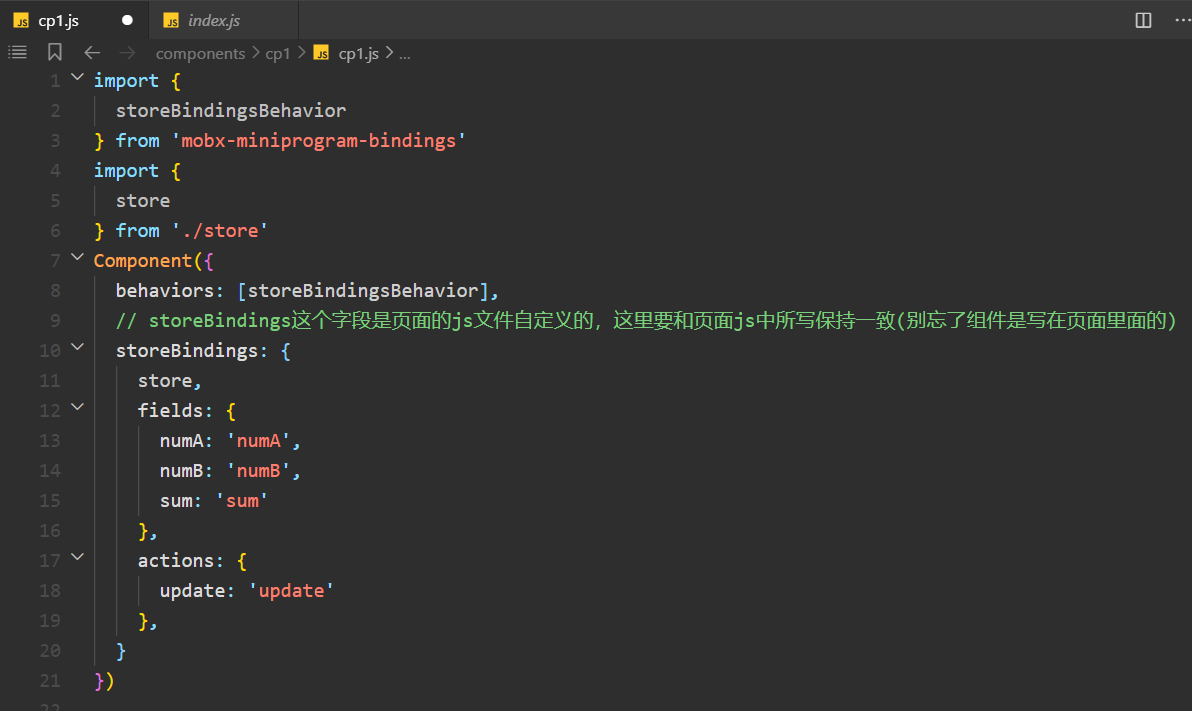 JS cp1.js
JS index.js
components > cp1 > JS cp1.js > ...
1 import {
2 storeBindingsBehavior
3 } from 'mobx-miniprogram-bindings'
4 import {
5 store
6 } from './store'
7 Component({
8 behaviors: [storeBindingsBehavior],
9 // storeBindings这个字段是页面的js文件自定义的，这里要和页面js中所写保持一致(别忘了组件是写在页面里面的)
10 storeBindings: {
11 store,
12 fields: {
13 numA: 'numA',
14 numB: 'numB',
15 sum: 'sum'
16 },
17 actions: {
18 update: 'update'
19 },
20 }
21 })
22